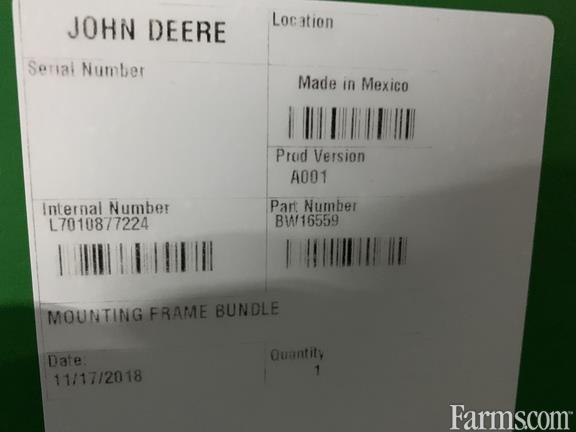 JOHN DEERE
Location
Serial Number
Made in Mexico
Prod Version
A001
Internal Number
L7010877224
Part Number
BW16559
MOUNTING FRAME BUNDLE
Date:
11/17/2018
Quantity
1
Farms.com